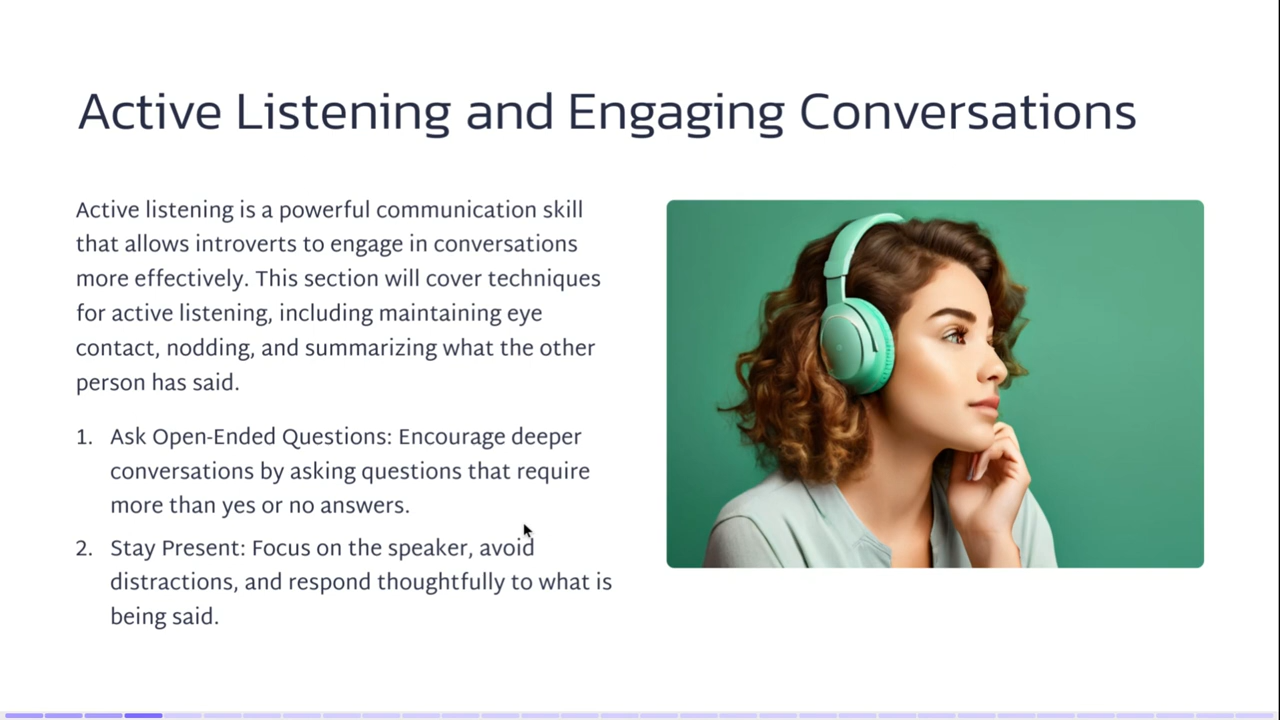 Active Listening and Engaging Conversations
Active listening is a powerful communication skill
that allows introverts to engage in conversations
more effectively. This section will cover techniques
for active listening, including maintaining eye
contact, nodding, and summarizing what the other
person has said.
1. Ask Open-Ended Questions: Encourage deeper
conversations by asking questions that require
more than yes or no answers.
2. Stay Present: Focus on the speaker, avoid
distractions, and respond thoughtfully to what is
being said.